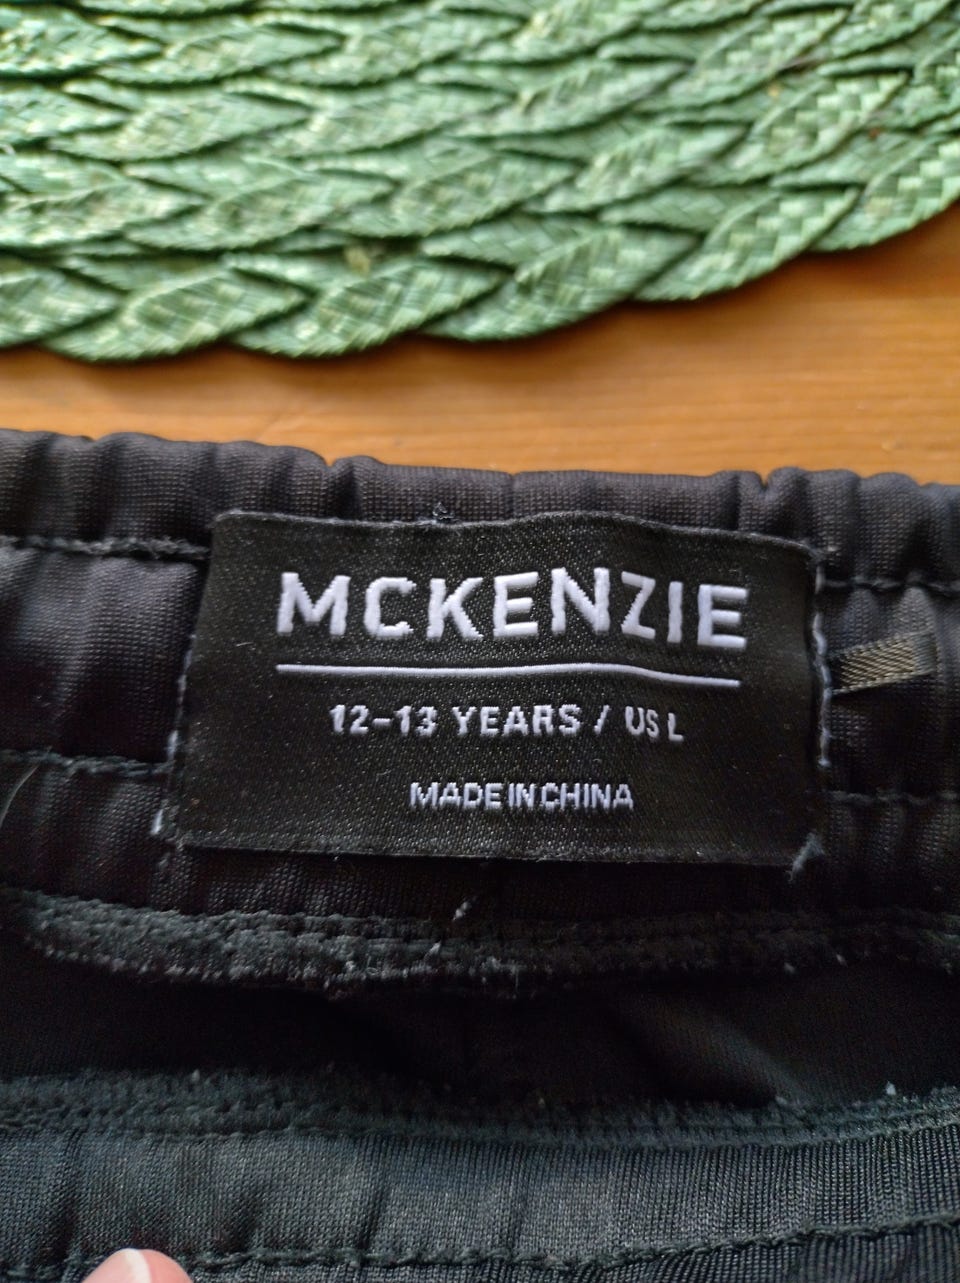 MCKENZIE
12-13 YEARS / US L
MADE IN CHINA